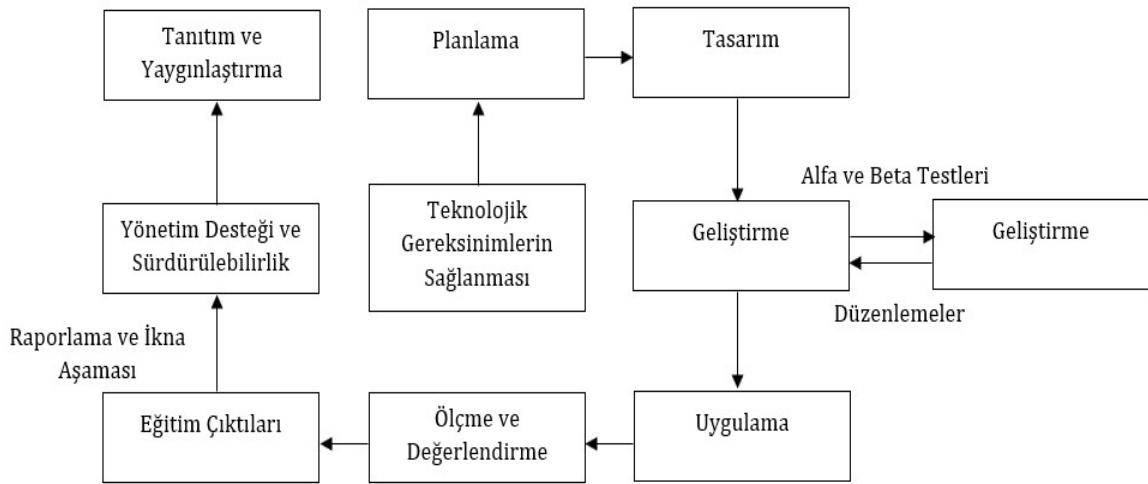 Tanıtım ve
Yaygınlaştırma
Planlama
Tasarım
Alfa ve Beta Testleri
Yönetim Desteği ve
Sürdürülebilirlik
Teknolojik
Gereksinimlerin
Sağlanması
Geliştirme
Geliştirme
Düzenlemeler
Raporlama ve İkna
Aşaması
Eğitim Çıktıları
Ölçme ve
Değerlendirme
Uygulama